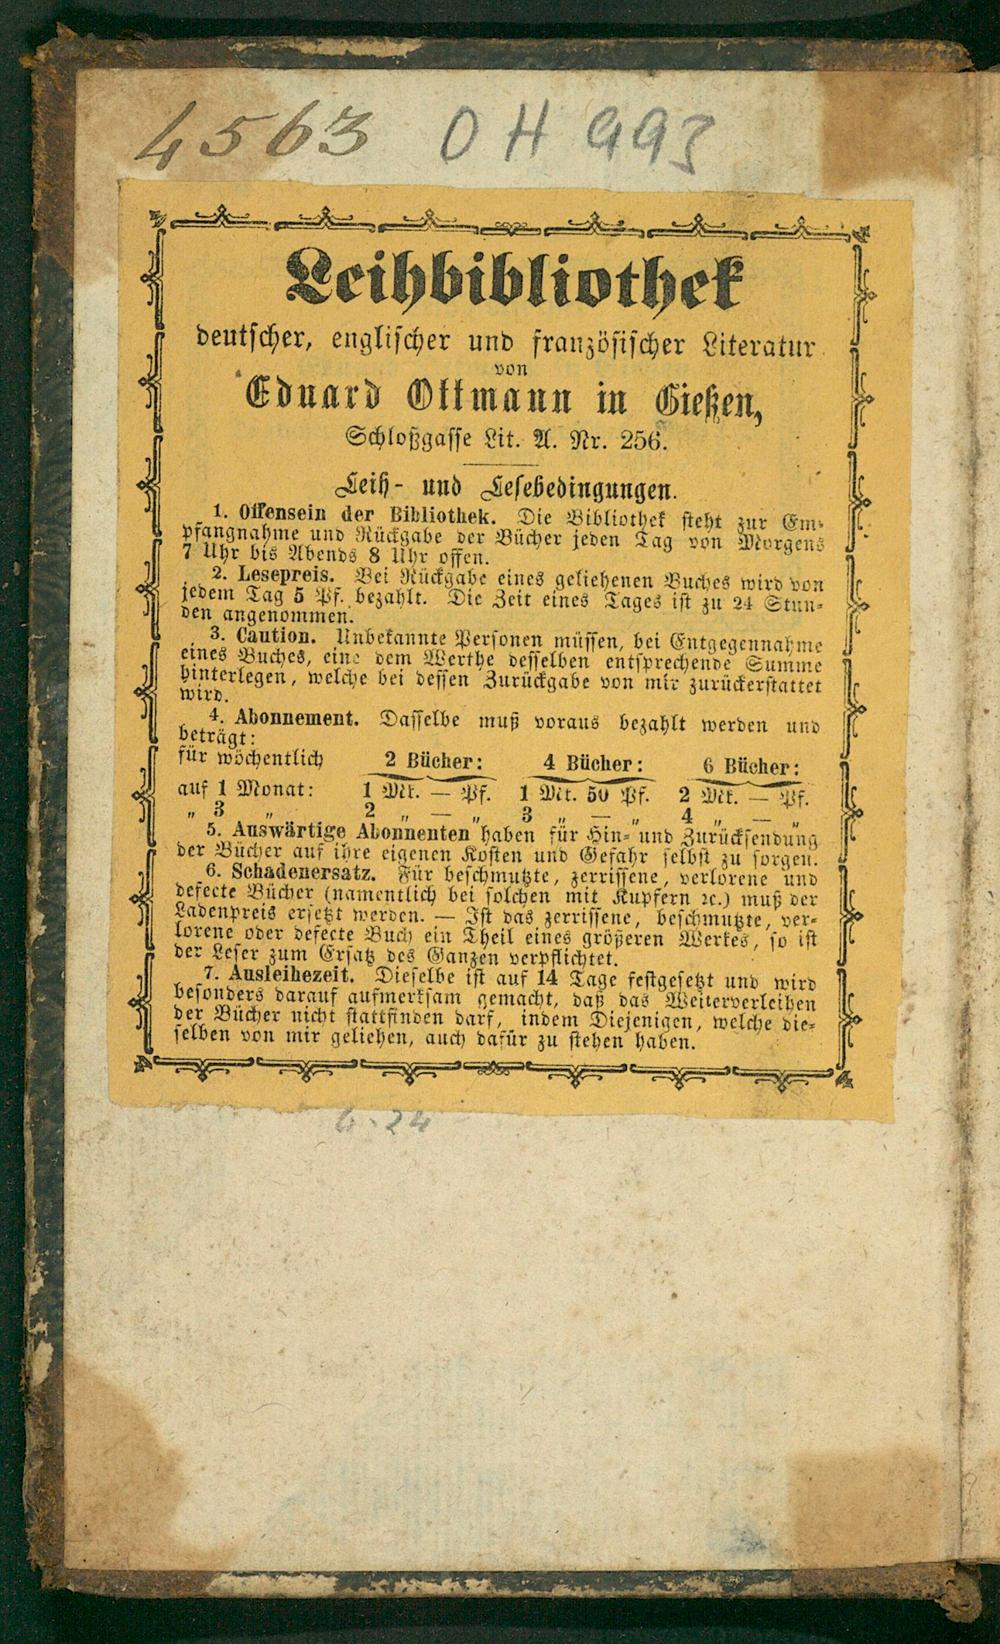 4563 OH 993
Leihbibliothek
deutscher, englischer und französischer Literatur
von
Eduard Ottmann in Gießen,
Schloßgasse Lit. A. Nr. 256.
Leih- und Lesebedingungen.
1. Offensein der Bibliothek. Die Bibliothek steht zur Em-
pfangnahme und Rückgabe der Bücher jeden Tag von Morgens
7 Uhr bis Abends 8 Uhr offen.
2. Lesepreis. Bei Rückgabe eines geliehenen Buches wird von
jedem Tag 5 Pf. bezahlt. Die Zeit eines Tages ist zu 24 Stun-
den angenommen.
3. Caution. Unbekannte Personen müssen, bei Entgegennahme
eines Buches, eine dem Werthe desselben entsprechende Summe
hinterlegen, welche bei dessen Zurückgabe von mir zurückerstattet
wird.
4. Abonnement. Dasselbe muß voraus bezahlt werden und
beträgt:
für wöchentlich 2 Bücher: 4 Bücher: 6 Bücher:
auf 1 Monat: 1 Mk. — Pf. 1 Mk. 50 Pf. 2 Mk. — Pf.
„ 3 „ 2 „ — „ 3 „ — „ 4 „ — „
5. Auswärtige Abonnenten haben für Hin- und Zurücksendung
der Bücher auf ihre eigenen Kosten und Gefahr selbst zu sorgen.
6. Schadenersatz. Für beschmutzte, zerrissene, verlorene und
defecte Bücher (namentlich bei solchen mit Kupfern ꝛc.) muß der
Ladenpreis ersetzt werden. — Ist das zerrissene, beschmutzte, ver-
lorene oder defecte Buch ein Theil eines größeren Werkes, so ist
der Leser zum Ersatz des Ganzen verpflichtet.
7. Ausleihezeit. Dieselbe ist auf 14 Tage festgesetzt und wird
besonders darauf aufmerksam gemacht, daß das Weiterverleihen
der Bücher nicht stattfinden darf, indem Diejenigen, welche die-
selben von mir geliehen, auch dafür zu stehen haben.